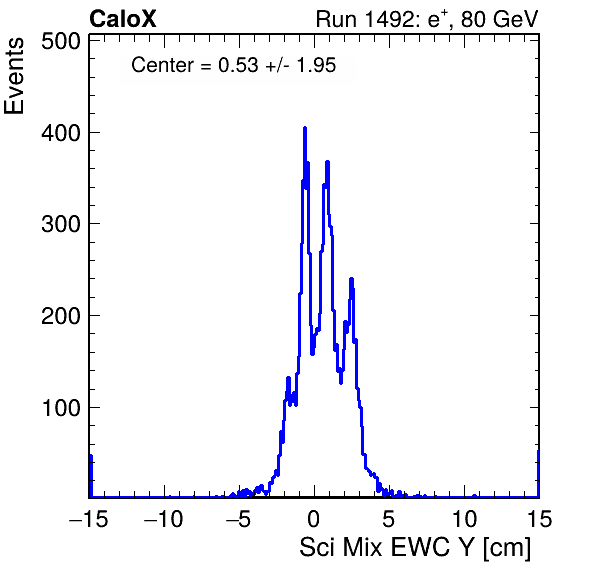 CaloX Run 1492: e⁺, 80 GeV
Center = 0.53 +/- 1.95
Events
500
400
300
200
100
−15 −10 −5 0 5 10 15
Sci Mix EWC Y [cm]